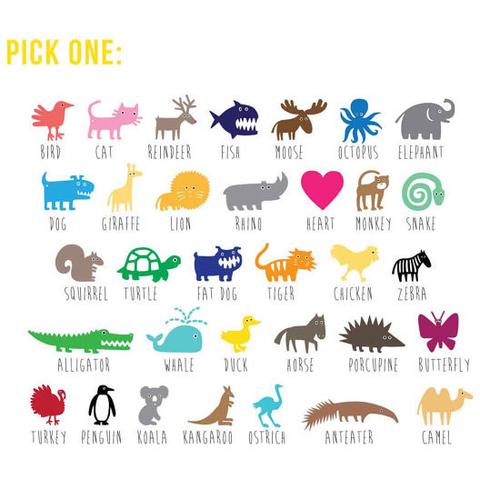 PICK ONE:
BIRD CAT REINDEER FISH MOOSE OCTOPUS ELEPHANT
DOG GIRAFFE LION RHINO HEART MONKEY SNAKE
SQUIRREL TURTLE FAT DOG TIGER CHICKEN ZEBRA
ALLIGATOR WHALE DUCK HORSE PORCUPINE BUTTERFLY
TURKEY PENGUIN KOALA KANGAROO OSTRICH ANTEATER CAMEL